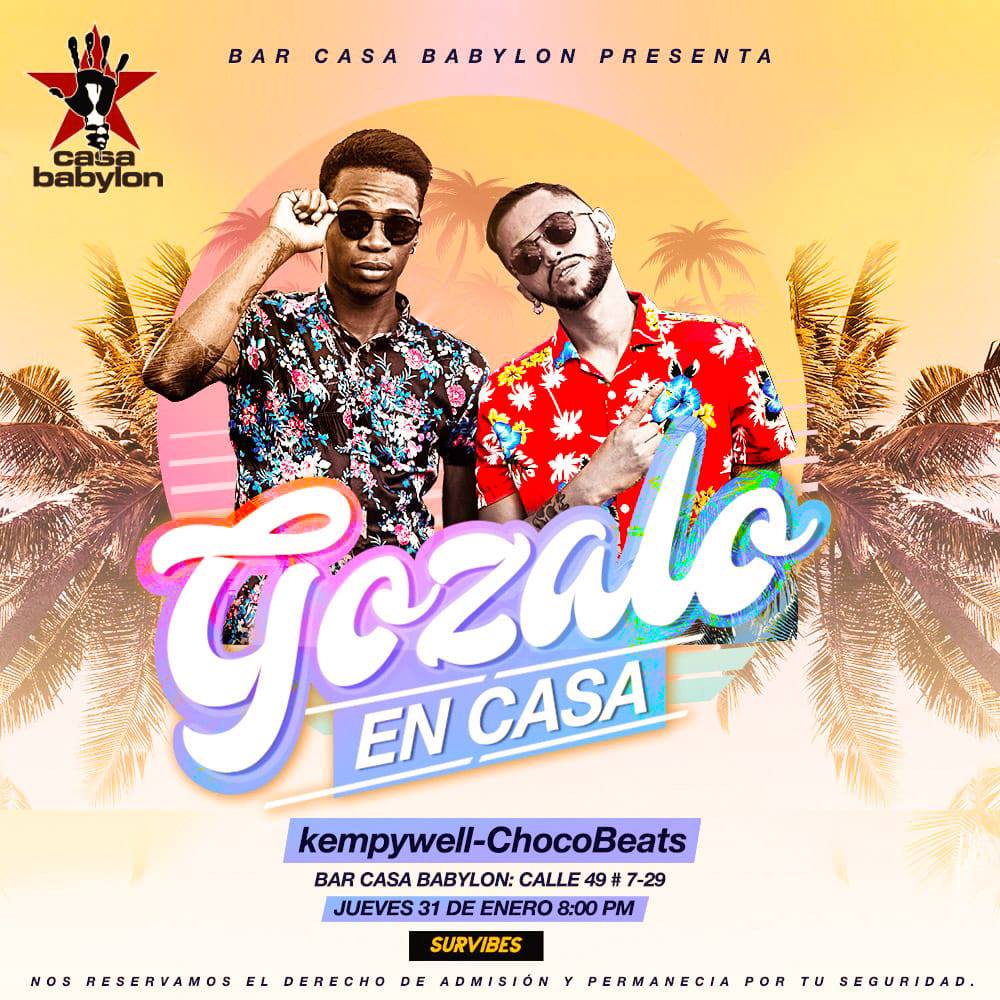 BAR CASA BABYLON PRESENTA
casa
babylon
Gozalo
EN CASA
kempywell-ChocoBeats
BAR CASA BABYLON: CALLE 49 # 7-29
JUEVES 31 DE ENERO 8:00 PM
SURVIBES
NOS RESERVAMOS EL DERECHO DE ADMISIÓN Y PERMANECIA POR TU SEGURIDAD.